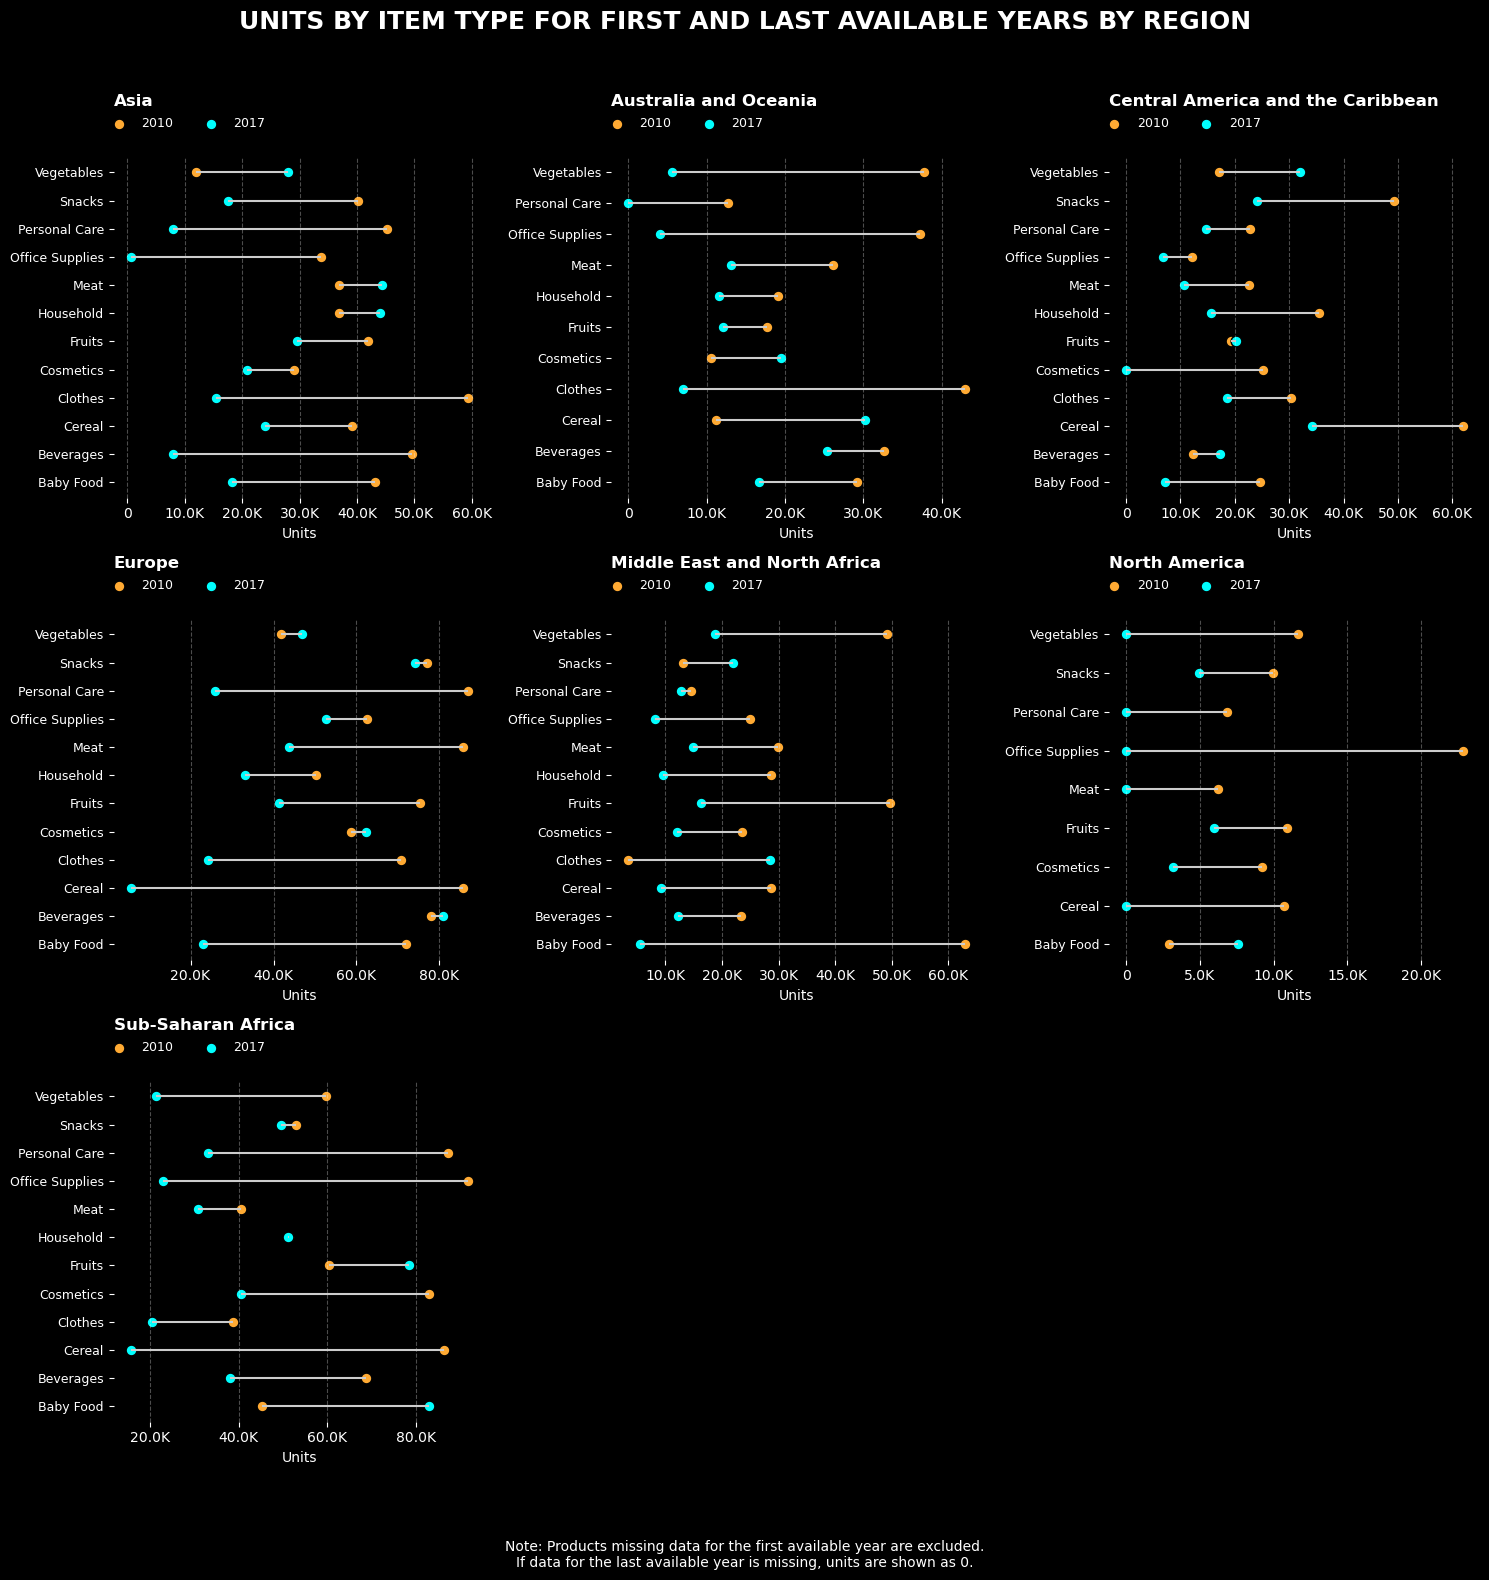 UNITS BY ITEM TYPE FOR FIRST AND LAST AVAILABLE YEARS BY REGION
Asia
2010 2017
Vegetables
Snacks
Personal Care
Office Supplies
Meat
Household
Fruits
Cosmetics
Clothes
Cereal
Beverages
Baby Food
0 10.0K 20.0K 30.0K 40.0K 50.0K 60.0K
Units
Australia and Oceania
2010 2017
Vegetables
Personal Care
Office Supplies
Meat
Household
Fruits
Cosmetics
Clothes
Cereal
Beverages
Baby Food
0 10.0K 20.0K 30.0K 40.0K
Units
Central America and the Caribbean
2010 2017
Vegetables
Snacks
Personal Care
Office Supplies
Meat
Household
Fruits
Cosmetics
Clothes
Cereal
Beverages
Baby Food
0 10.0K 20.0K 30.0K 40.0K 50.0K 60.0K
Units
Europe
2010 2017
Vegetables
Snacks
Personal Care
Office Supplies
Meat
Household
Fruits
Cosmetics
Clothes
Cereal
Beverages
Baby Food
20.0K 40.0K 60.0K 80.0K
Units
Middle East and North Africa
2010 2017
Vegetables
Snacks
Personal Care
Office Supplies
Meat
Household
Fruits
Cosmetics
Clothes
Cereal
Beverages
Baby Food
10.0K 20.0K 30.0K 40.0K 50.0K 60.0K
Units
North America
2010 2017
Vegetables
Snacks
Personal Care
Office Supplies
Meat
Fruits
Cosmetics
Cereal
Baby Food
0 5.0K 10.0K 15.0K 20.0K
Units
Sub-Saharan Africa
2010 2017
Vegetables
Snacks
Personal Care
Office Supplies
Meat
Household
Fruits
Cosmetics
Clothes
Cereal
Beverages
Baby Food
20.0K 40.0K 60.0K 80.0K
Units
Note: Products missing data for the first available year are excluded.
If data for the last available year is missing, units are shown as 0.